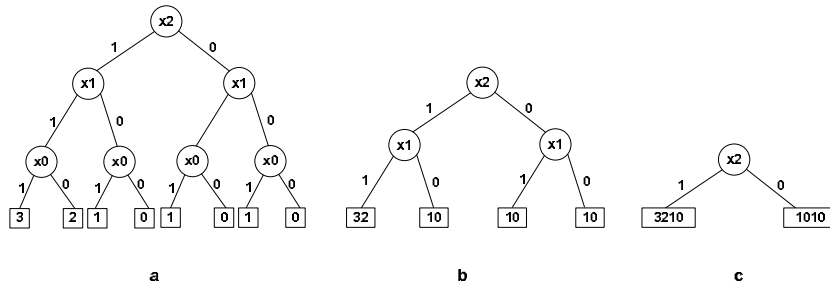 x2
1 0
x1 x1
1 0 0
x0 x0 x0 x0
1 0 1 0 1 0 1 0
3 2 1 0 1 0 1 0
a
x2
1 0
x1 x1
1 0 1 0
32 10 10 10
b
x2
1 0
3210 1010
c